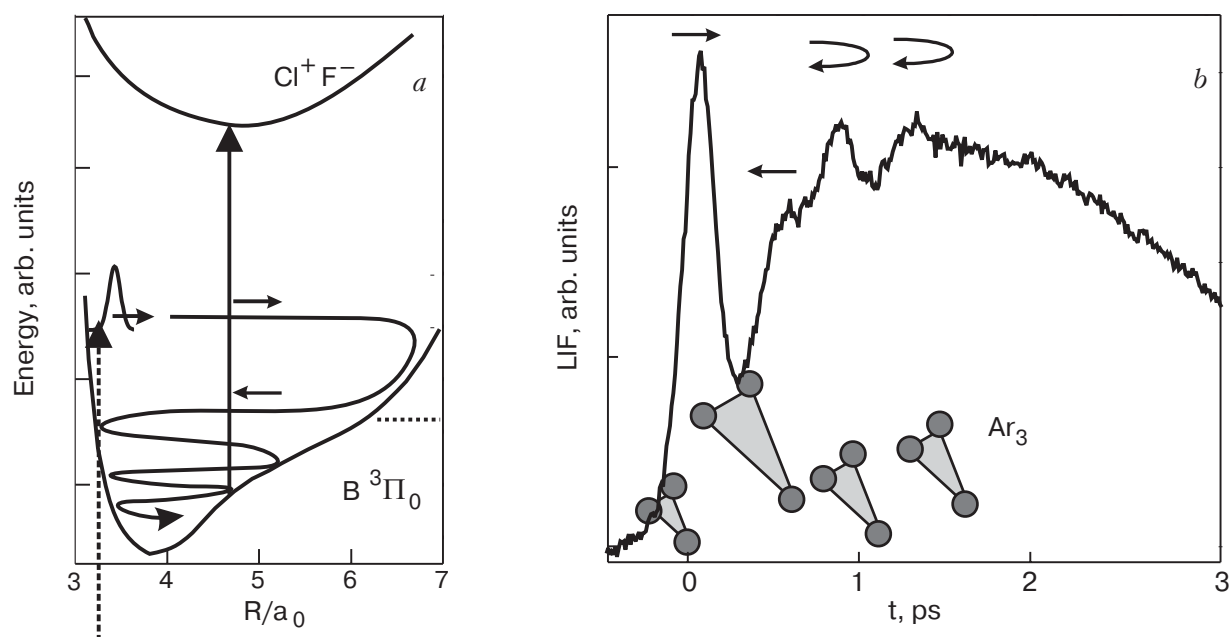 Energy, arb. units
a
Cl⁺F⁻
B ³Π₀
3 4 5 6 7
R/a₀
LIF, arb. units
b
Ar₃
0 1 2 3
t, ps